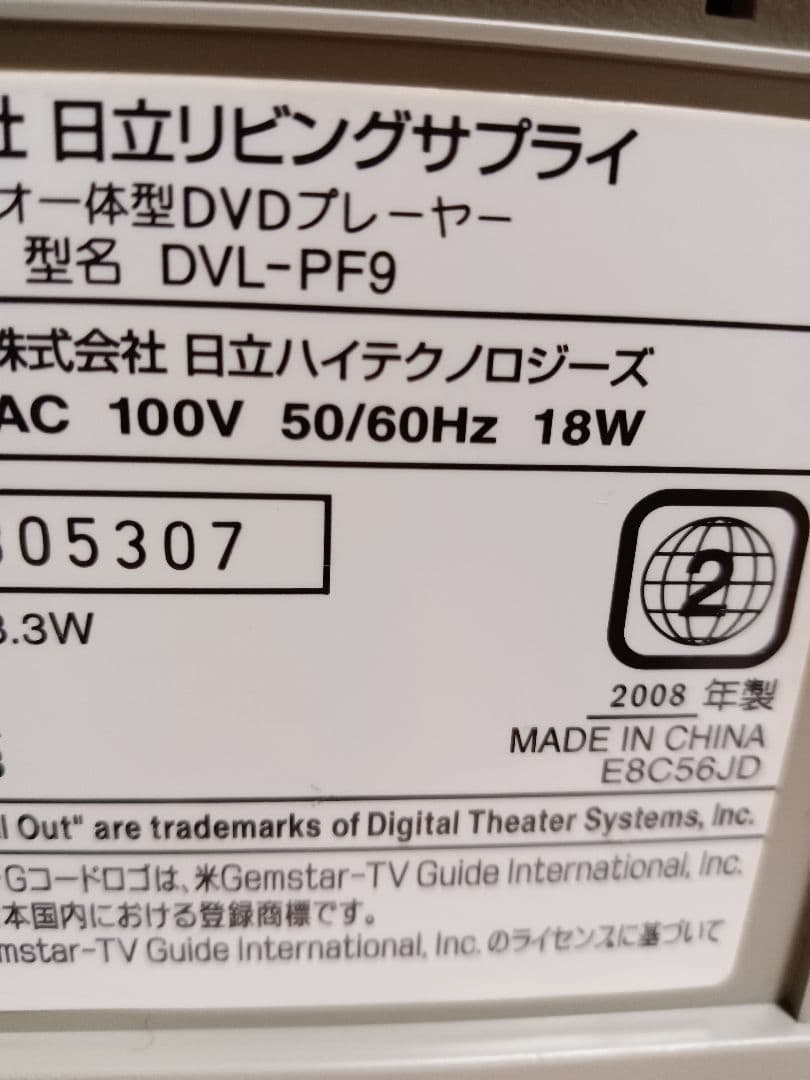 社 日立リビングサプライ
オ一体型DVDプレーヤー
型名 DVL-PF9
株式会社 日立ハイテクノロジーズ
AC 100V 50/60Hz 18W
05307
2
3.3W
2008 年製
MADE IN CHINA
E8C56JD
l Out" are trademarks of Digital Theater Systems, Inc.
Gコードロゴは、米Gemstar-TV Guide International, Inc.
本国内における登録商標です。
mstar-TV Guide International, Inc. のライセンスに基づいて